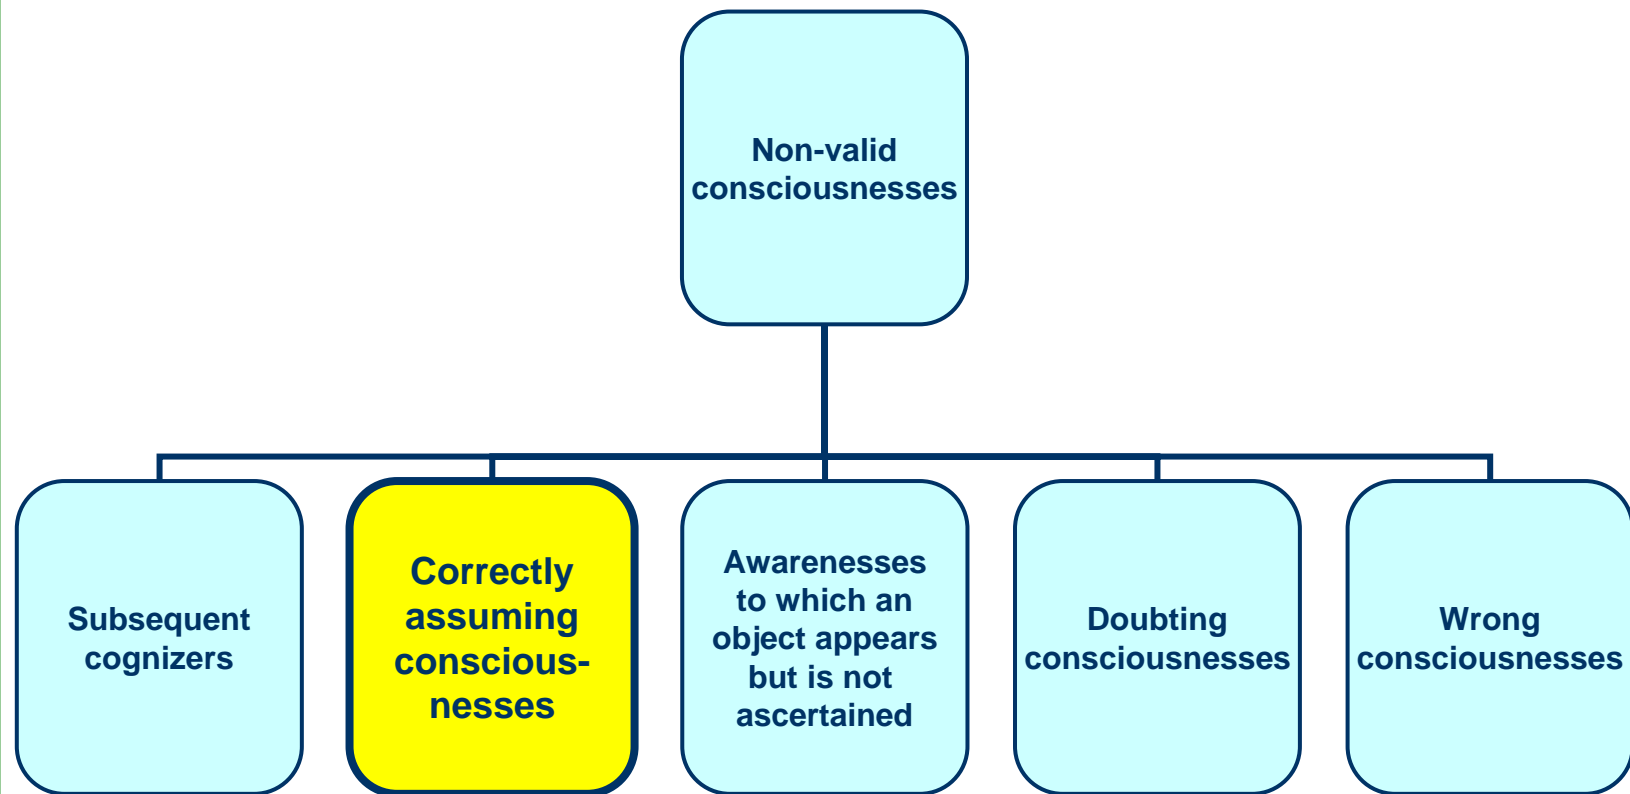 Non-valid
consciousnesses
Subsequent
cognizers
Correctly
assuming
conscious-
nesses
Awarenesses
to which an
object appears
but is not
ascertained
Doubting
consciousnesses
Wrong
consciousnesses